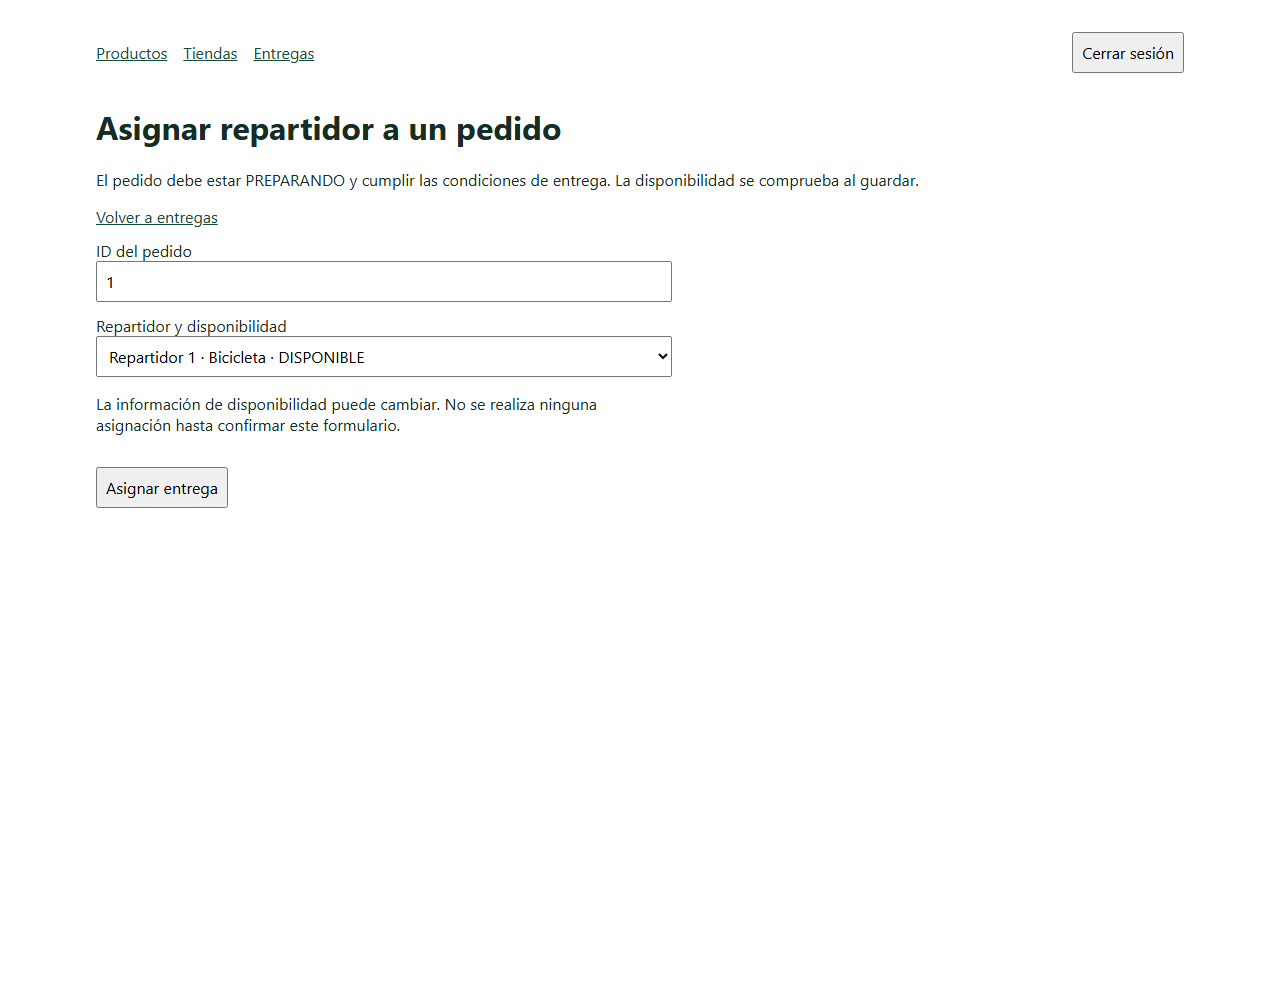 Productos Tiendas Entregas Cerrar sesión
Asignar repartidor a un pedido
El pedido debe estar PREPARANDO y cumplir las condiciones de entrega. La disponibilidad se comprueba al guardar.
Volver a entregas
ID del pedido
1
Repartidor y disponibilidad
Repartidor 1 · Bicicleta · DISPONIBLE
La información de disponibilidad puede cambiar. No se realiza ninguna
asignación hasta confirmar este formulario.
Asignar entrega